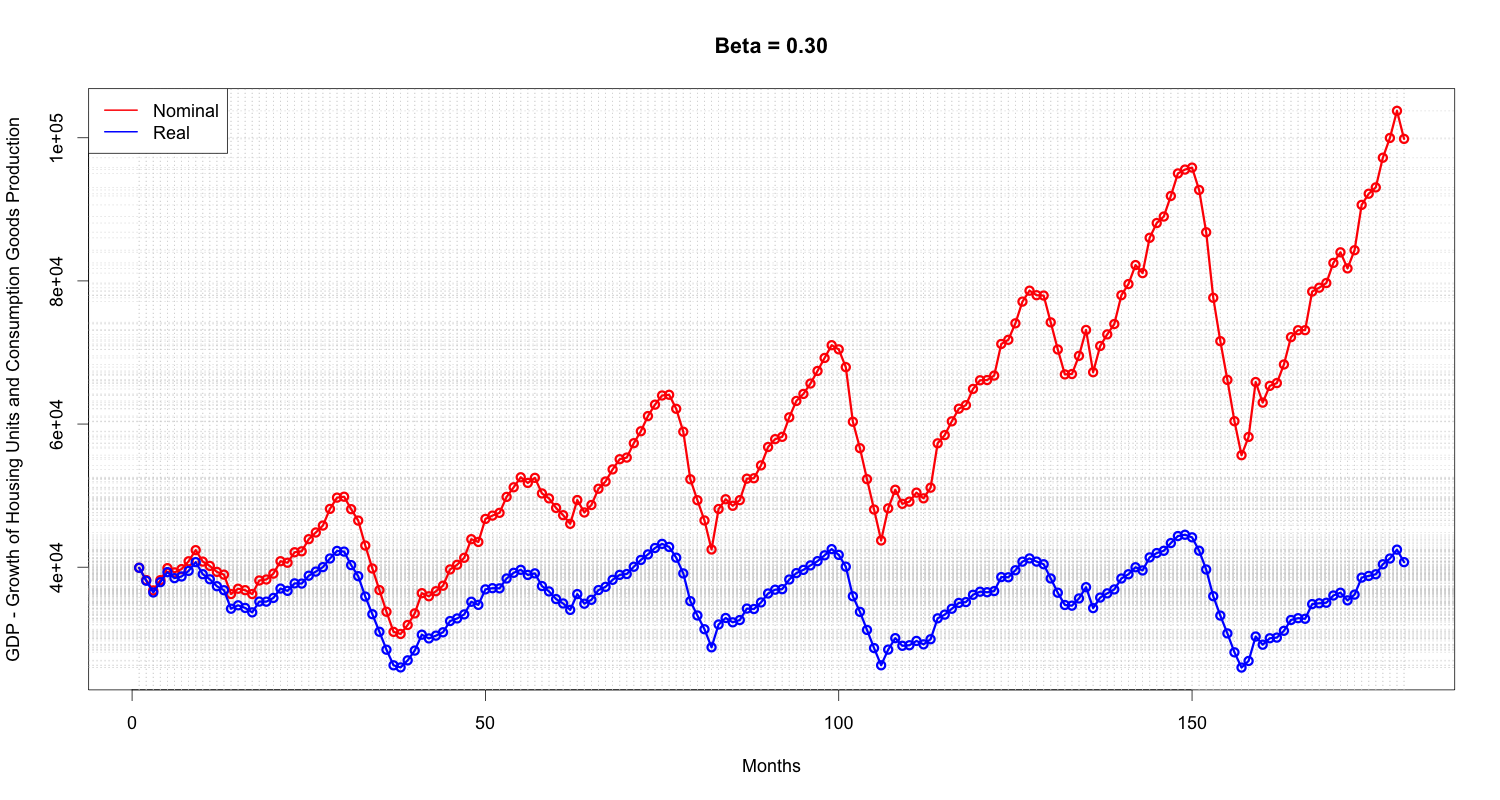 Beta = 0.30
Nominal
Real
GDP - Growth of Housing Units and Consumption Goods Production
1e+05
8e+04
6e+04
4e+04
0 50 100 150
Months